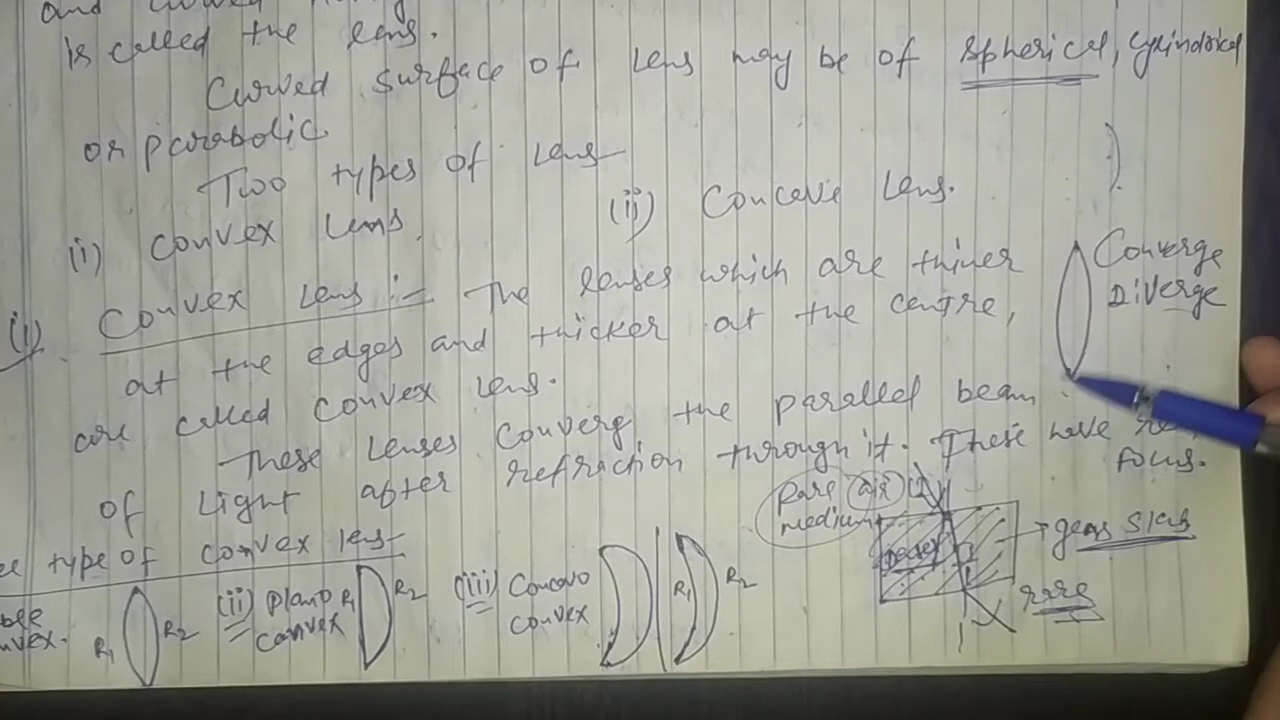 and curved
is called the lens.
Curved surface of lens may be of spherical, cylindrical
or parabolic
Two types of lens
(i) convex lens (ii) Concave lens.
(i) Convex lens :- The lenses which are thiner
at the edges and thicker at the centre,
are called convex lens.
Converge
Diverge
These lenses converg the parallel beam
of light after refraction through it. These have
focus.
type of convex lens
R1 R2
(ii) plano convex R1 R2
(iii) Concavo convex R1 R2
rare medium air
glass slab
rare